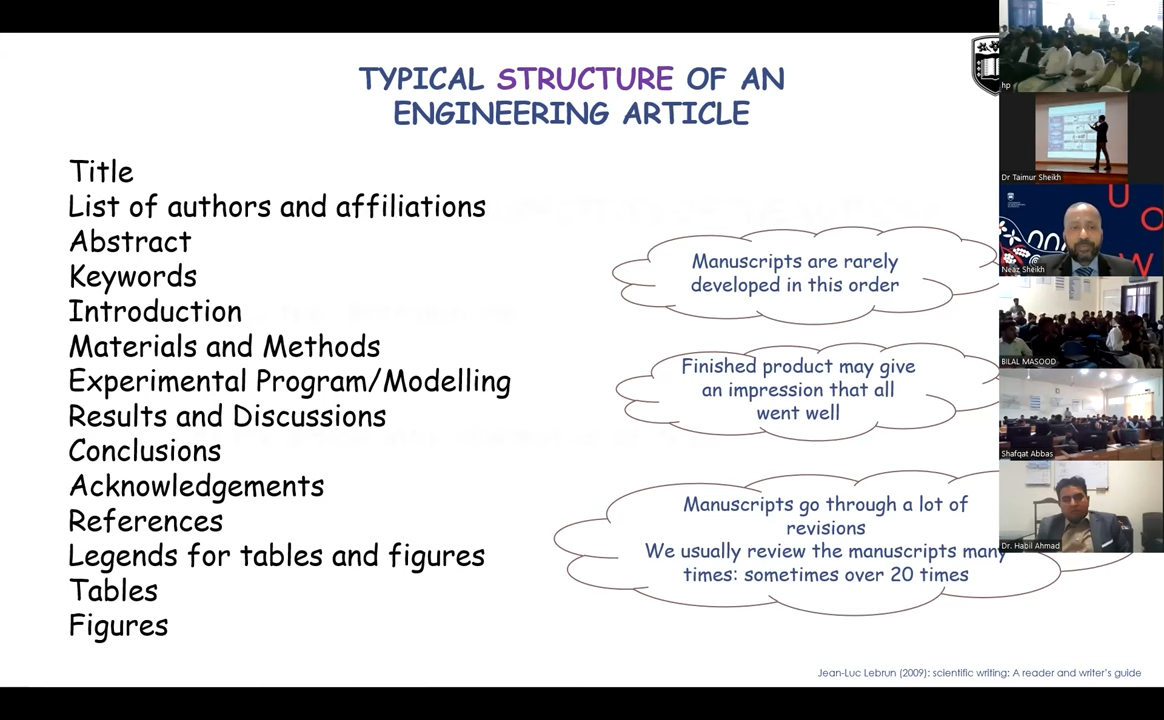 TYPICAL STRUCTURE OF AN
ENGINEERING ARTICLE
Title
List of authors and affiliations
Abstract
Keywords
Introduction
Materials and Methods
Experimental Program/Modelling
Results and Discussions
Conclusions
Acknowledgements
References
Legends for tables and figures
Tables
Figures
Manuscripts are rarely
developed in this order
Finished product may give
an impression that all
went well
Manuscripts go through a lot of
revisions
We usually review the manuscripts many
times: sometimes over 20 times
Jean-Luc Lebrun (2009): scientific writing: A reader and writer's guide
hp
Dr Taimur Sheikh
U
O
W
Neaz Sheikh
BILAL MASOOD
Shafqat Abbas
Dr. Habil Ahmad